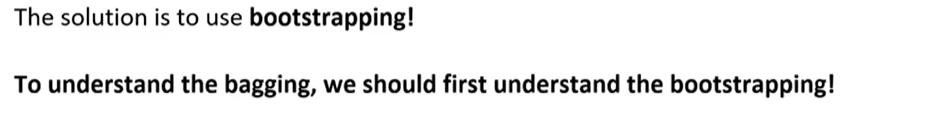 The solution is to use bootstrapping!
To understand the bagging, we should first understand the bootstrapping!